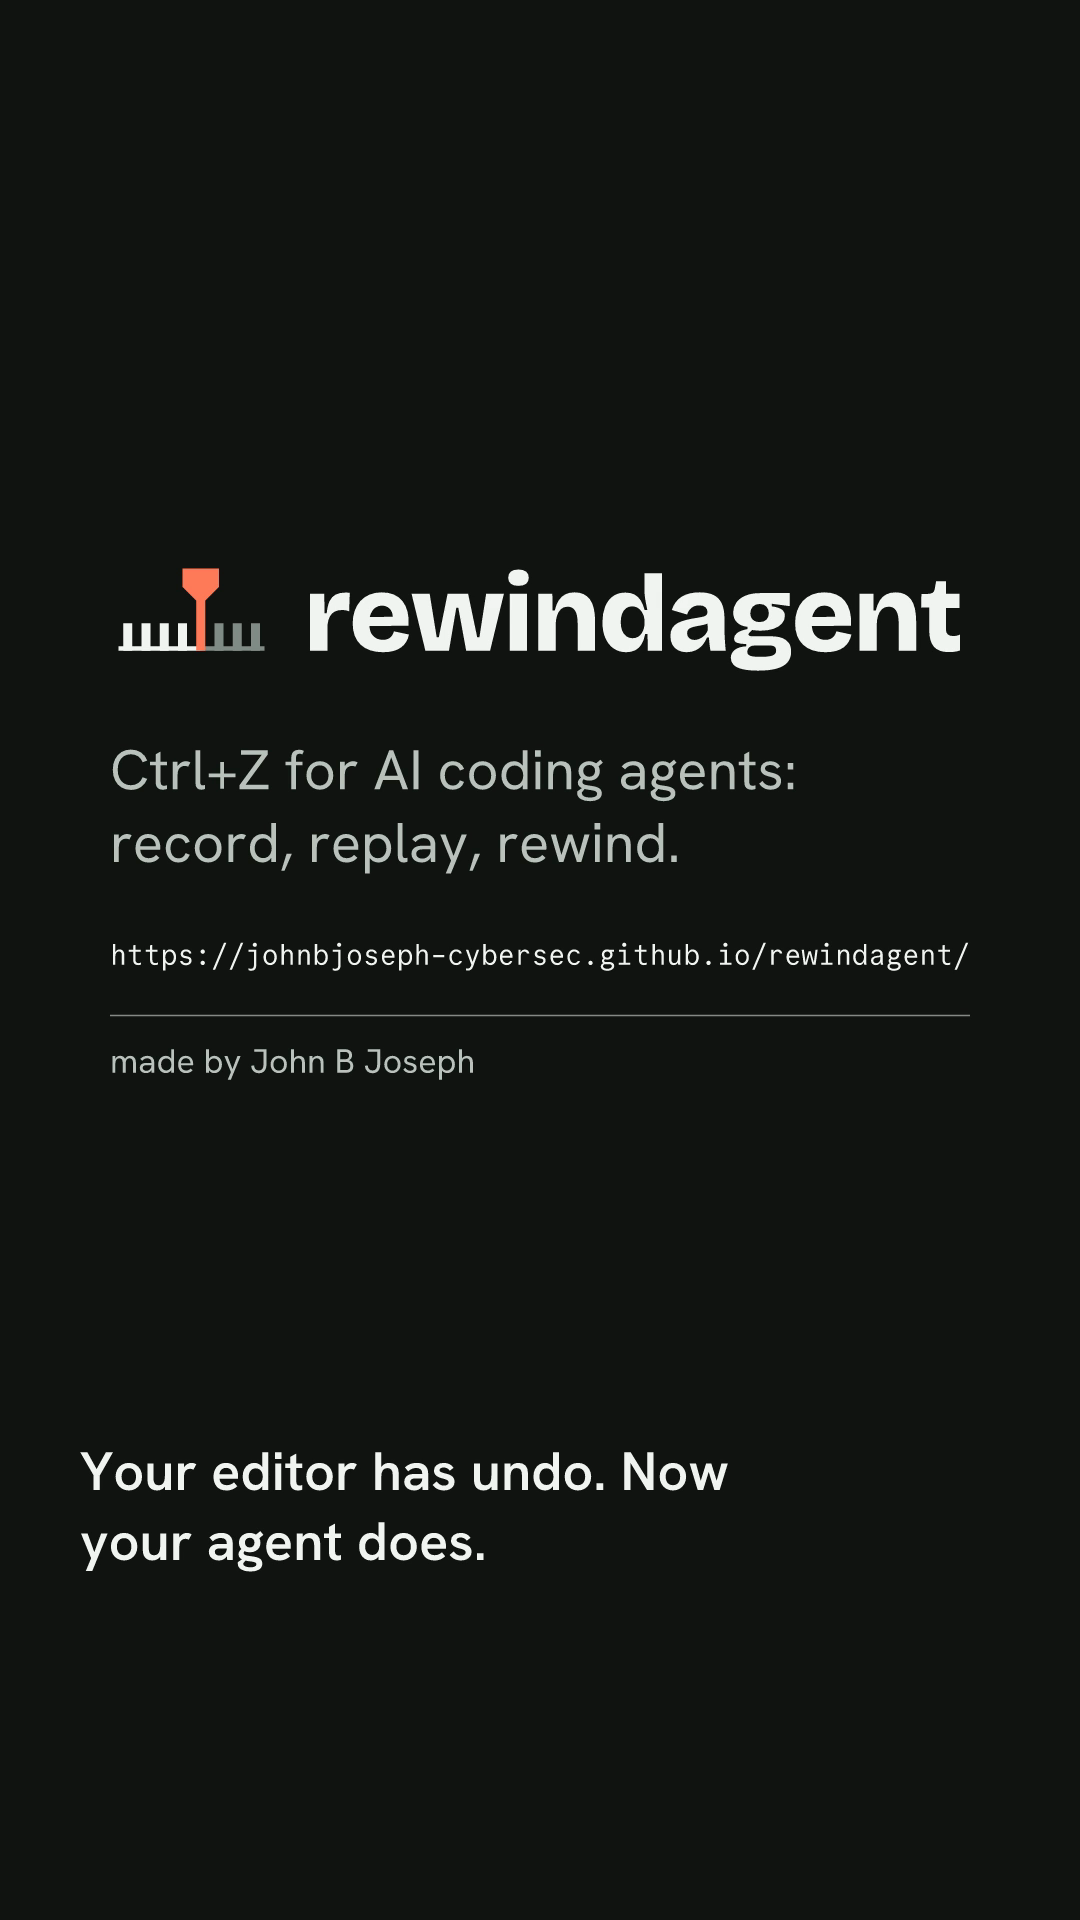 rewindagent
Ctrl+Z for AI coding agents:
record, replay, rewind.
https://johnbjoseph-cybersec.github.io/rewindagent/
made by John B Joseph
Your editor has undo. Now
your agent does.